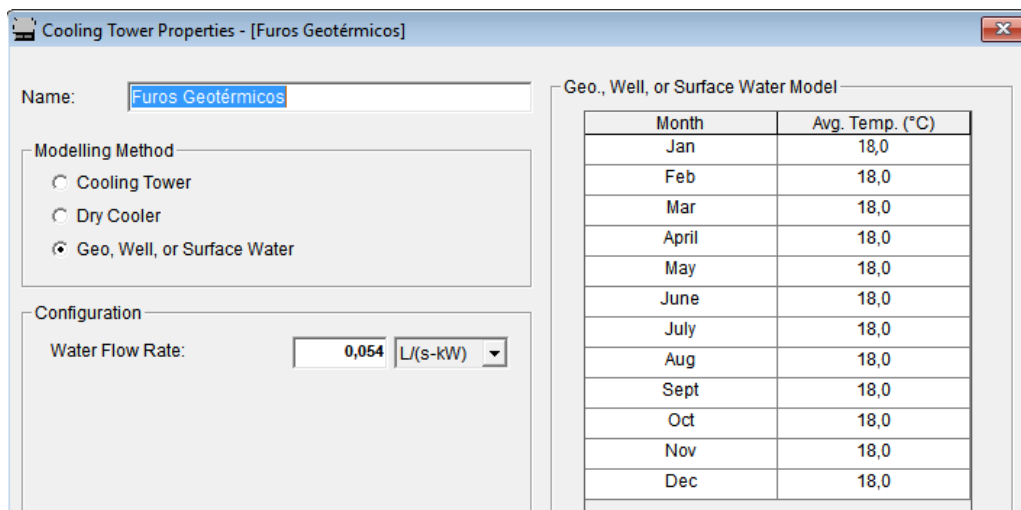 Cooling Tower Properties - [Furos Geotérmicos]
Name: Furos Geotérmicos
Modelling Method
Cooling Tower
Dry Cooler
Geo, Well, or Surface Water
Configuration
Water Flow Rate: 0,054 L/(s-kW)
Geo., Well, or Surface Water Model
Month Avg. Temp. (°C)
Jan 18,0
Feb 18,0
Mar 18,0
April 18,0
May 18,0
June 18,0
July 18,0
Aug 18,0
Sept 18,0
Oct 18,0
Nov 18,0
Dec 18,0